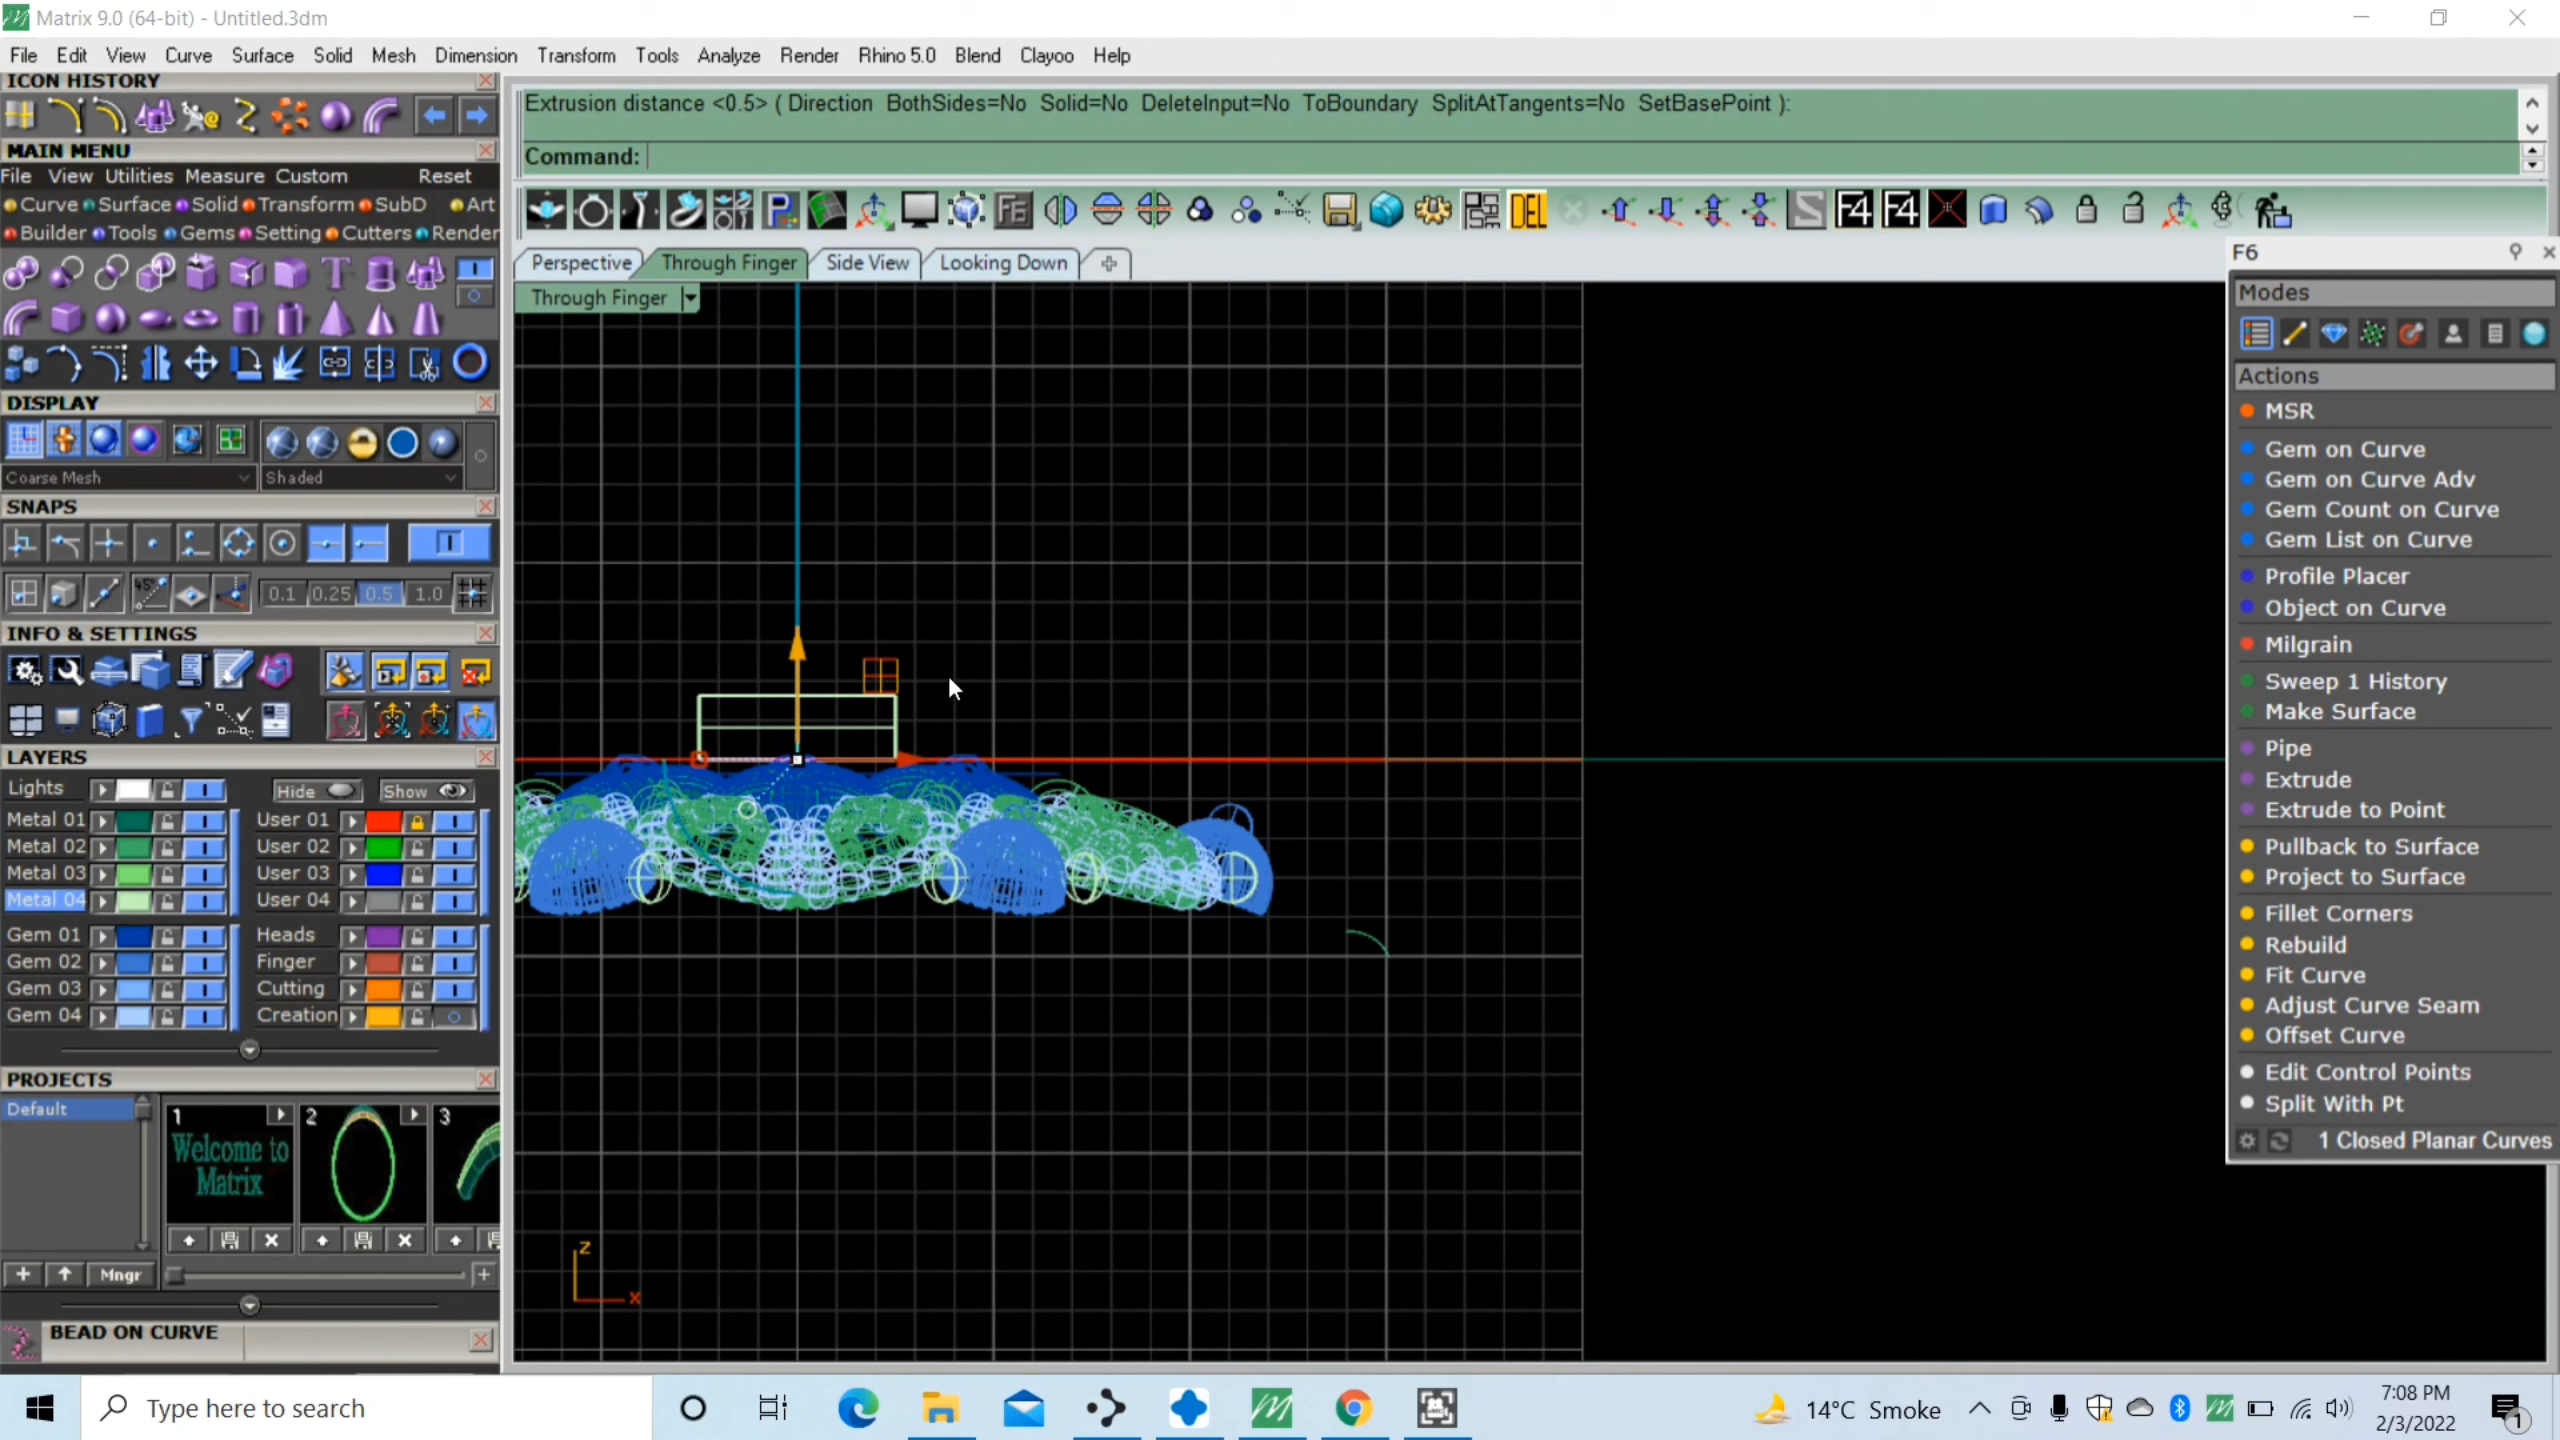 Matrix 9.0 (64-bit) - Untitled.3dm
File Edit View Curve Surface Solid Mesh Dimension Transform Tools Analyze Render Rhino 5.0 Blend Clayoo Help
ICON HISTORY
Extrusion distance <0.5> ( Direction BothSides=No Solid=No DeleteInput=No ToBoundary SplitAtTangents=No SetBasePoint ):
Command:
MAIN MENU
File View Utilities Measure Custom Reset
Curve Surface Solid Transform SubD Art
Builder Tools Gems Setting Cutters Render
F6 DEL F4 F4
Perspective Through Finger Side View Looking Down
Through Finger
DISPLAY
Coarse Mesh Shaded
SNAPS
0.1 0.25 0.5 1.0
INFO & SETTINGS
LAYERS
Lights Hide Show
Metal 01 User 01
Metal 02 User 02
Metal 03 User 03
Metal 04 User 04
Gem 01 Heads
Gem 02 Finger
Gem 03 Cutting
Gem 04 Creation
PROJECTS
Default
1 2 3
Welcome to
Matrix
Mngr
BEAD ON CURVE
z
x
F6
Modes
Actions
MSR
Gem on Curve
Gem on Curve Adv
Gem Count on Curve
Gem List on Curve
Profile Placer
Object on Curve
Milgrain
Sweep 1 History
Make Surface
Pipe
Extrude
Extrude to Point
Pullback to Surface
Project to Surface
Fillet Corners
Rebuild
Fit Curve
Adjust Curve Seam
Offset Curve
Edit Control Points
Split With Pt
1 Closed Planar Curves
Type here to search
14°C Smoke
7:08 PM
2/3/2022
1